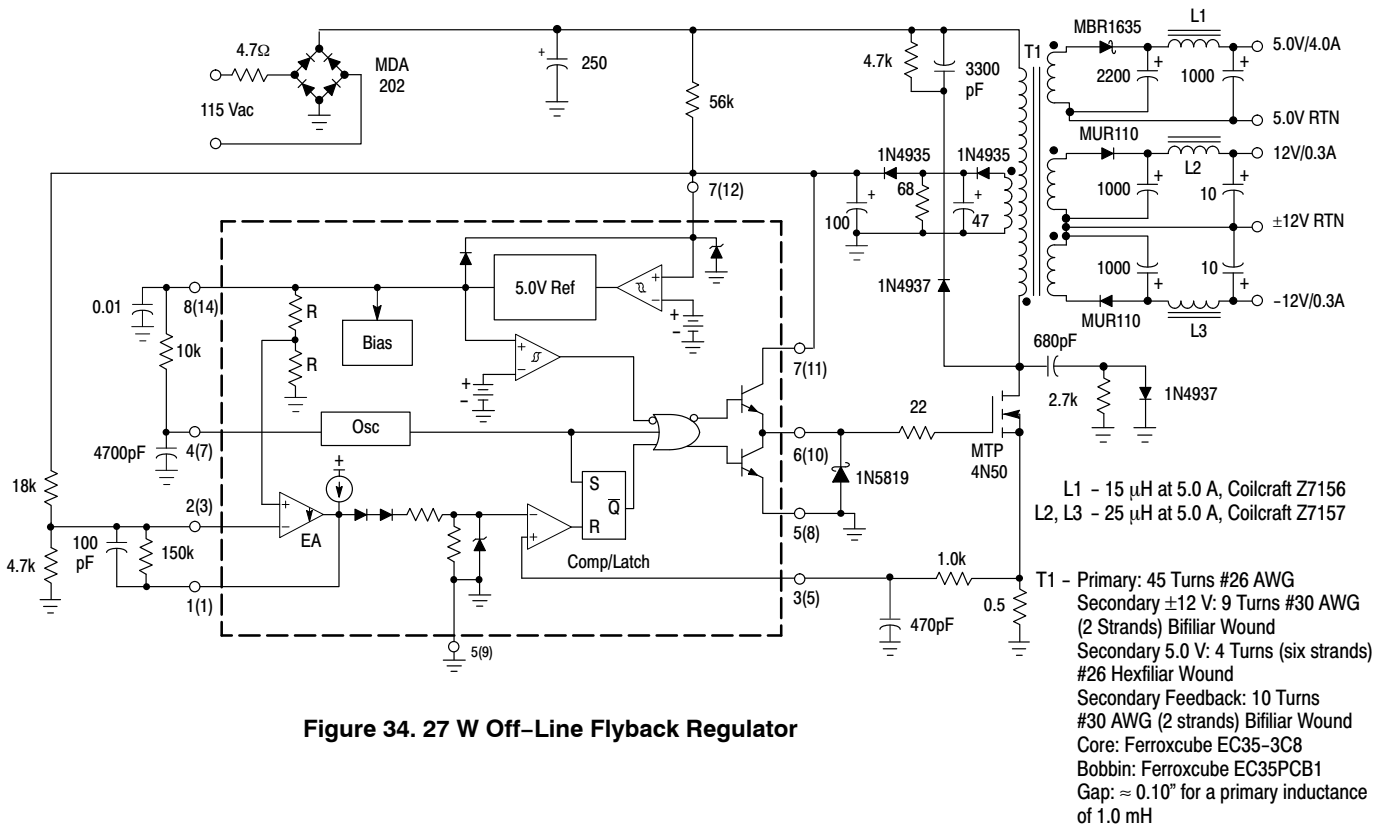 4.7Ω
MDA
202
115 Vac
+
250
56k
4.7k
3300
pF
T1
MBR1635
L1
5.0V/4.0A
2200
+
1000
+
5.0V RTN
MUR110
12V/0.3A
L2
1000
+
10
+
±12V RTN
1000
+
10
+
−12V/0.3A
MUR110
L3
1N4935
1N4935
68
+
100
+
47
7(12)
1N4937
0.01
8(14)
R
R
5.0V Ref
+
−
+
−
Bias
10k
+
−
+
−
7(11)
680pF
2.7k
1N4937
4700pF
4(7)
Osc
22
6(10)
MTP
4N50
1N5819
18k
+
S
Q
R
2(3)
+
−
EA
−
+
Comp/Latch
5(8)
100
pF
150k
4.7k
1(1)
1.0k
3(5)
470pF
0.5
5(9)
L1 – 15 μH at 5.0 A, Coilcraft Z7156
L2, L3 – 25 μH at 5.0 A, Coilcraft Z7157
T1 – Primary: 45 Turns #26 AWG
Secondary ±12 V: 9 Turns #30 AWG
(2 Strands) Bifiliar Wound
Secondary 5.0 V: 4 Turns (six strands)
#26 Hexfiliar Wound
Secondary Feedback: 10 Turns
#30 AWG (2 strands) Bifiliar Wound
Core: Ferroxcube EC35−3C8
Bobbin: Ferroxcube EC35PCB1
Gap: ≈ 0.10" for a primary inductance
of 1.0 mH
Figure 34. 27 W Off−Line Flyback Regulator